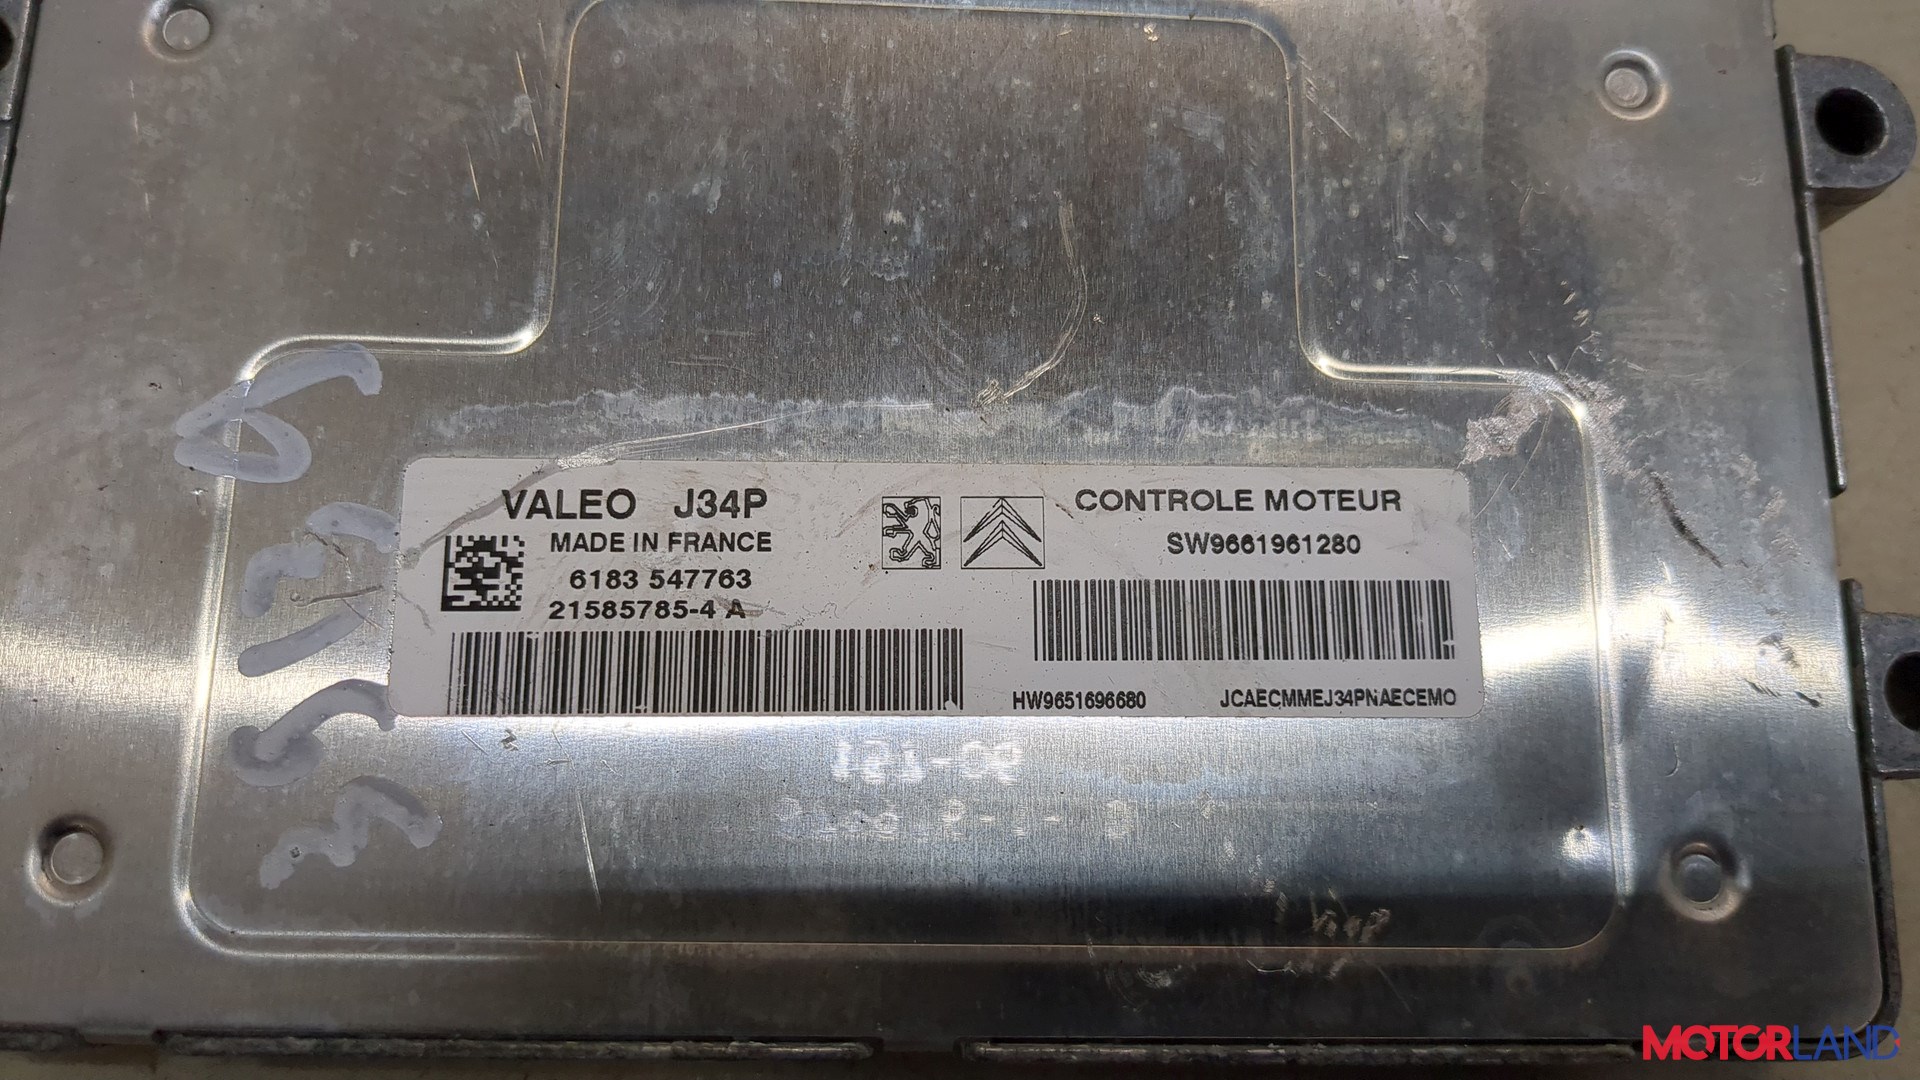 VALEO J34P
MADE IN FRANCE
6183 547763
21585785-4 A
CONTROLE MOTEUR
SW9661961280
HW9651696680 JCAECMMEJ34PNAECEMO
MOTORLAND